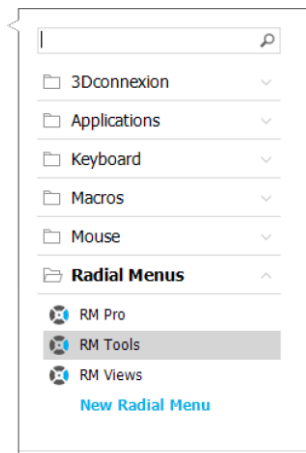 3Dconnexion
Applications
Keyboard
Macros
Mouse
Radial Menus
RM Pro
RM Tools
RM Views
New Radial Menu